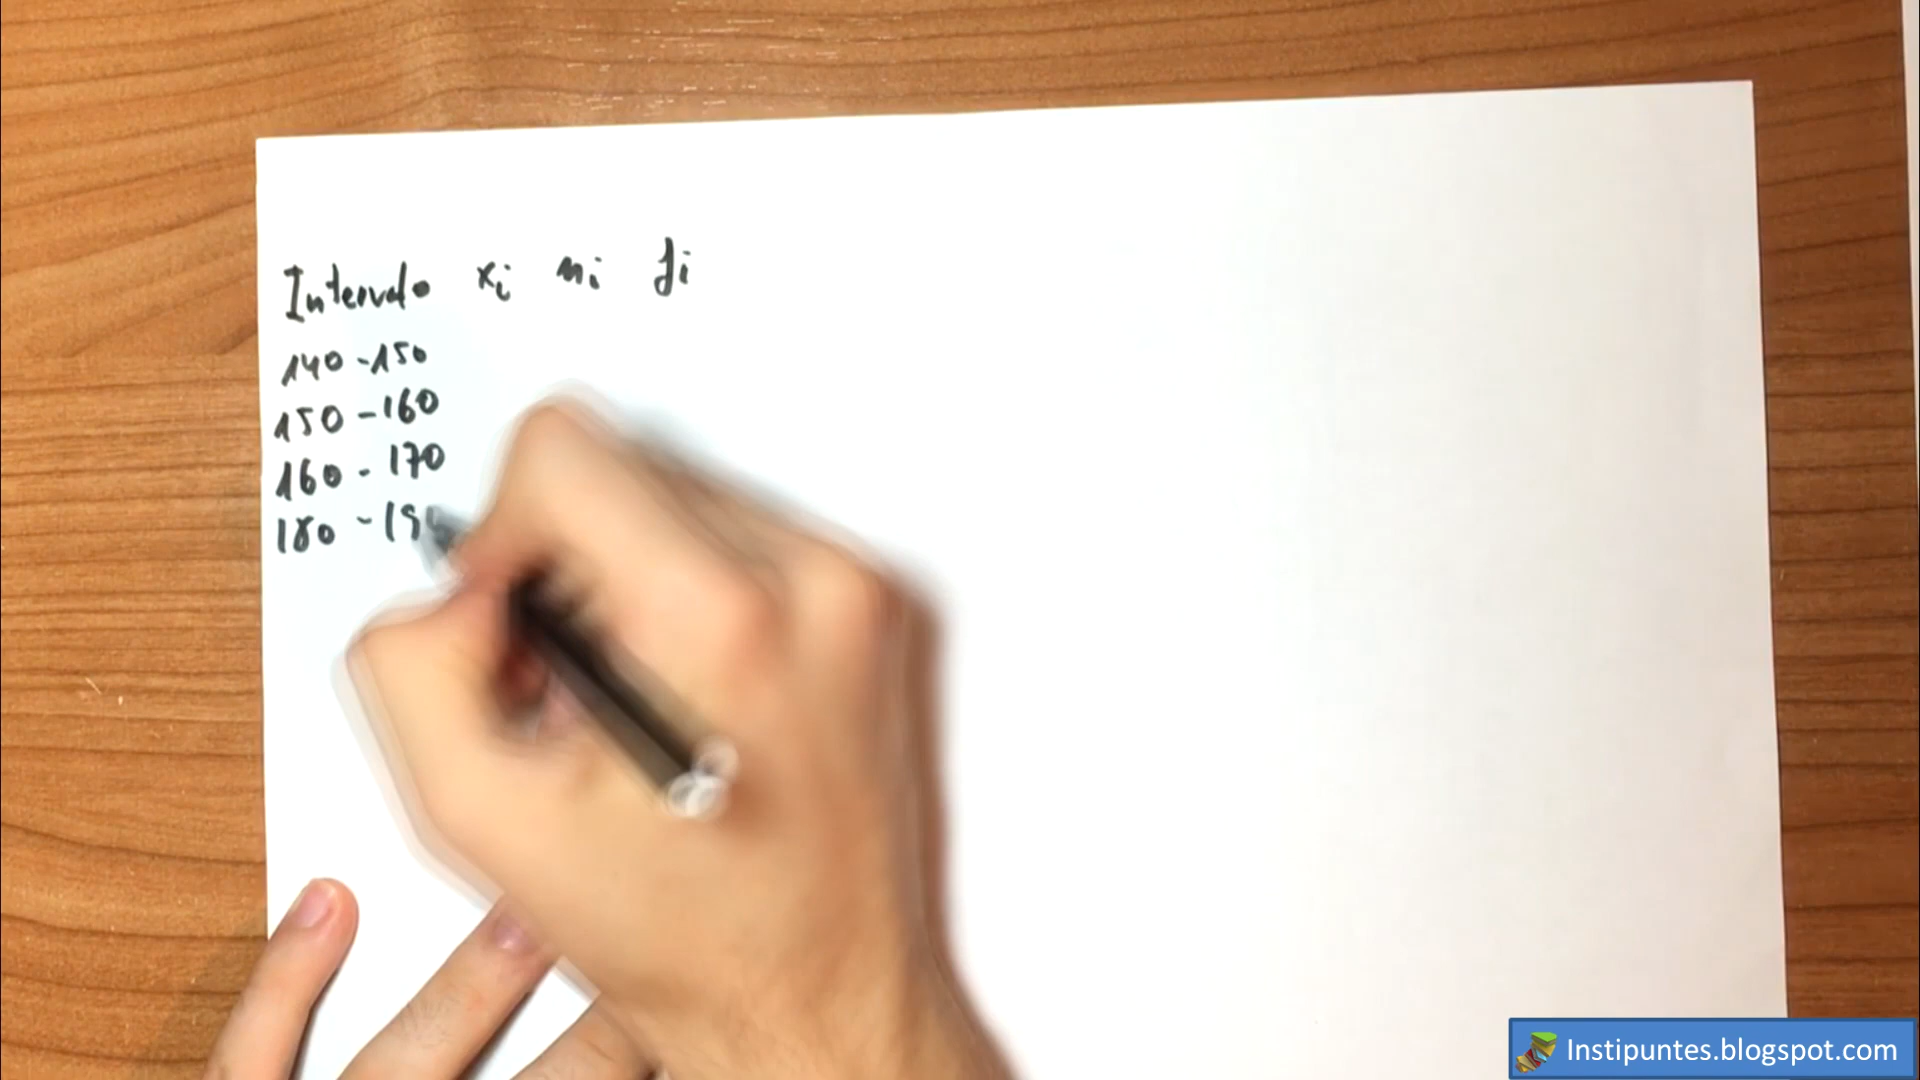 Intervalo xi ni fi
140 - 150
150 - 160
160 - 170
180 -
Instipuntes.blogspot.com